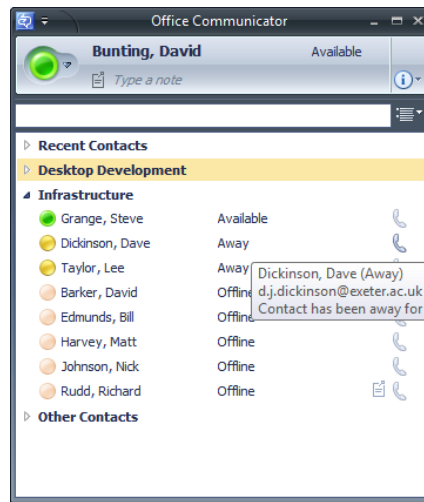 Office Communicator
Bunting, David Available
Type a note
Recent Contacts
Desktop Development
Infrastructure
Grange, Steve Available
Dickinson, Dave Away
Taylor, Lee Away
Dickinson, Dave (Away)
d.j.dickinson@exeter.ac.uk
Contact has been away for
Barker, David Offline
Edmunds, Bill Offline
Harvey, Matt Offline
Johnson, Nick Offline
Rudd, Richard Offline
Other Contacts